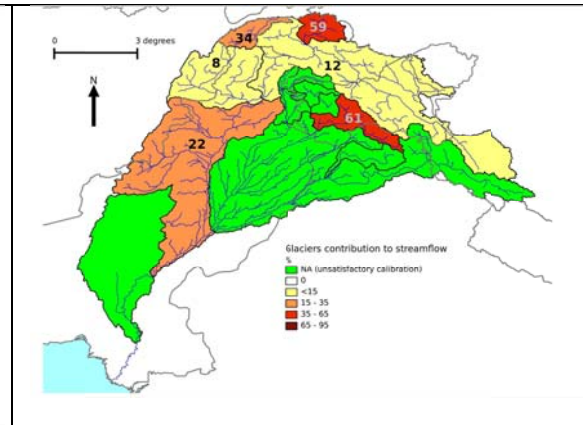 0 3 degrees
N
59
34
8
12
61
22
Glaciers contribution to streamflow
%
NA (unsatisfactory calibration)
0
<15
15 - 35
35 - 65
65 - 95